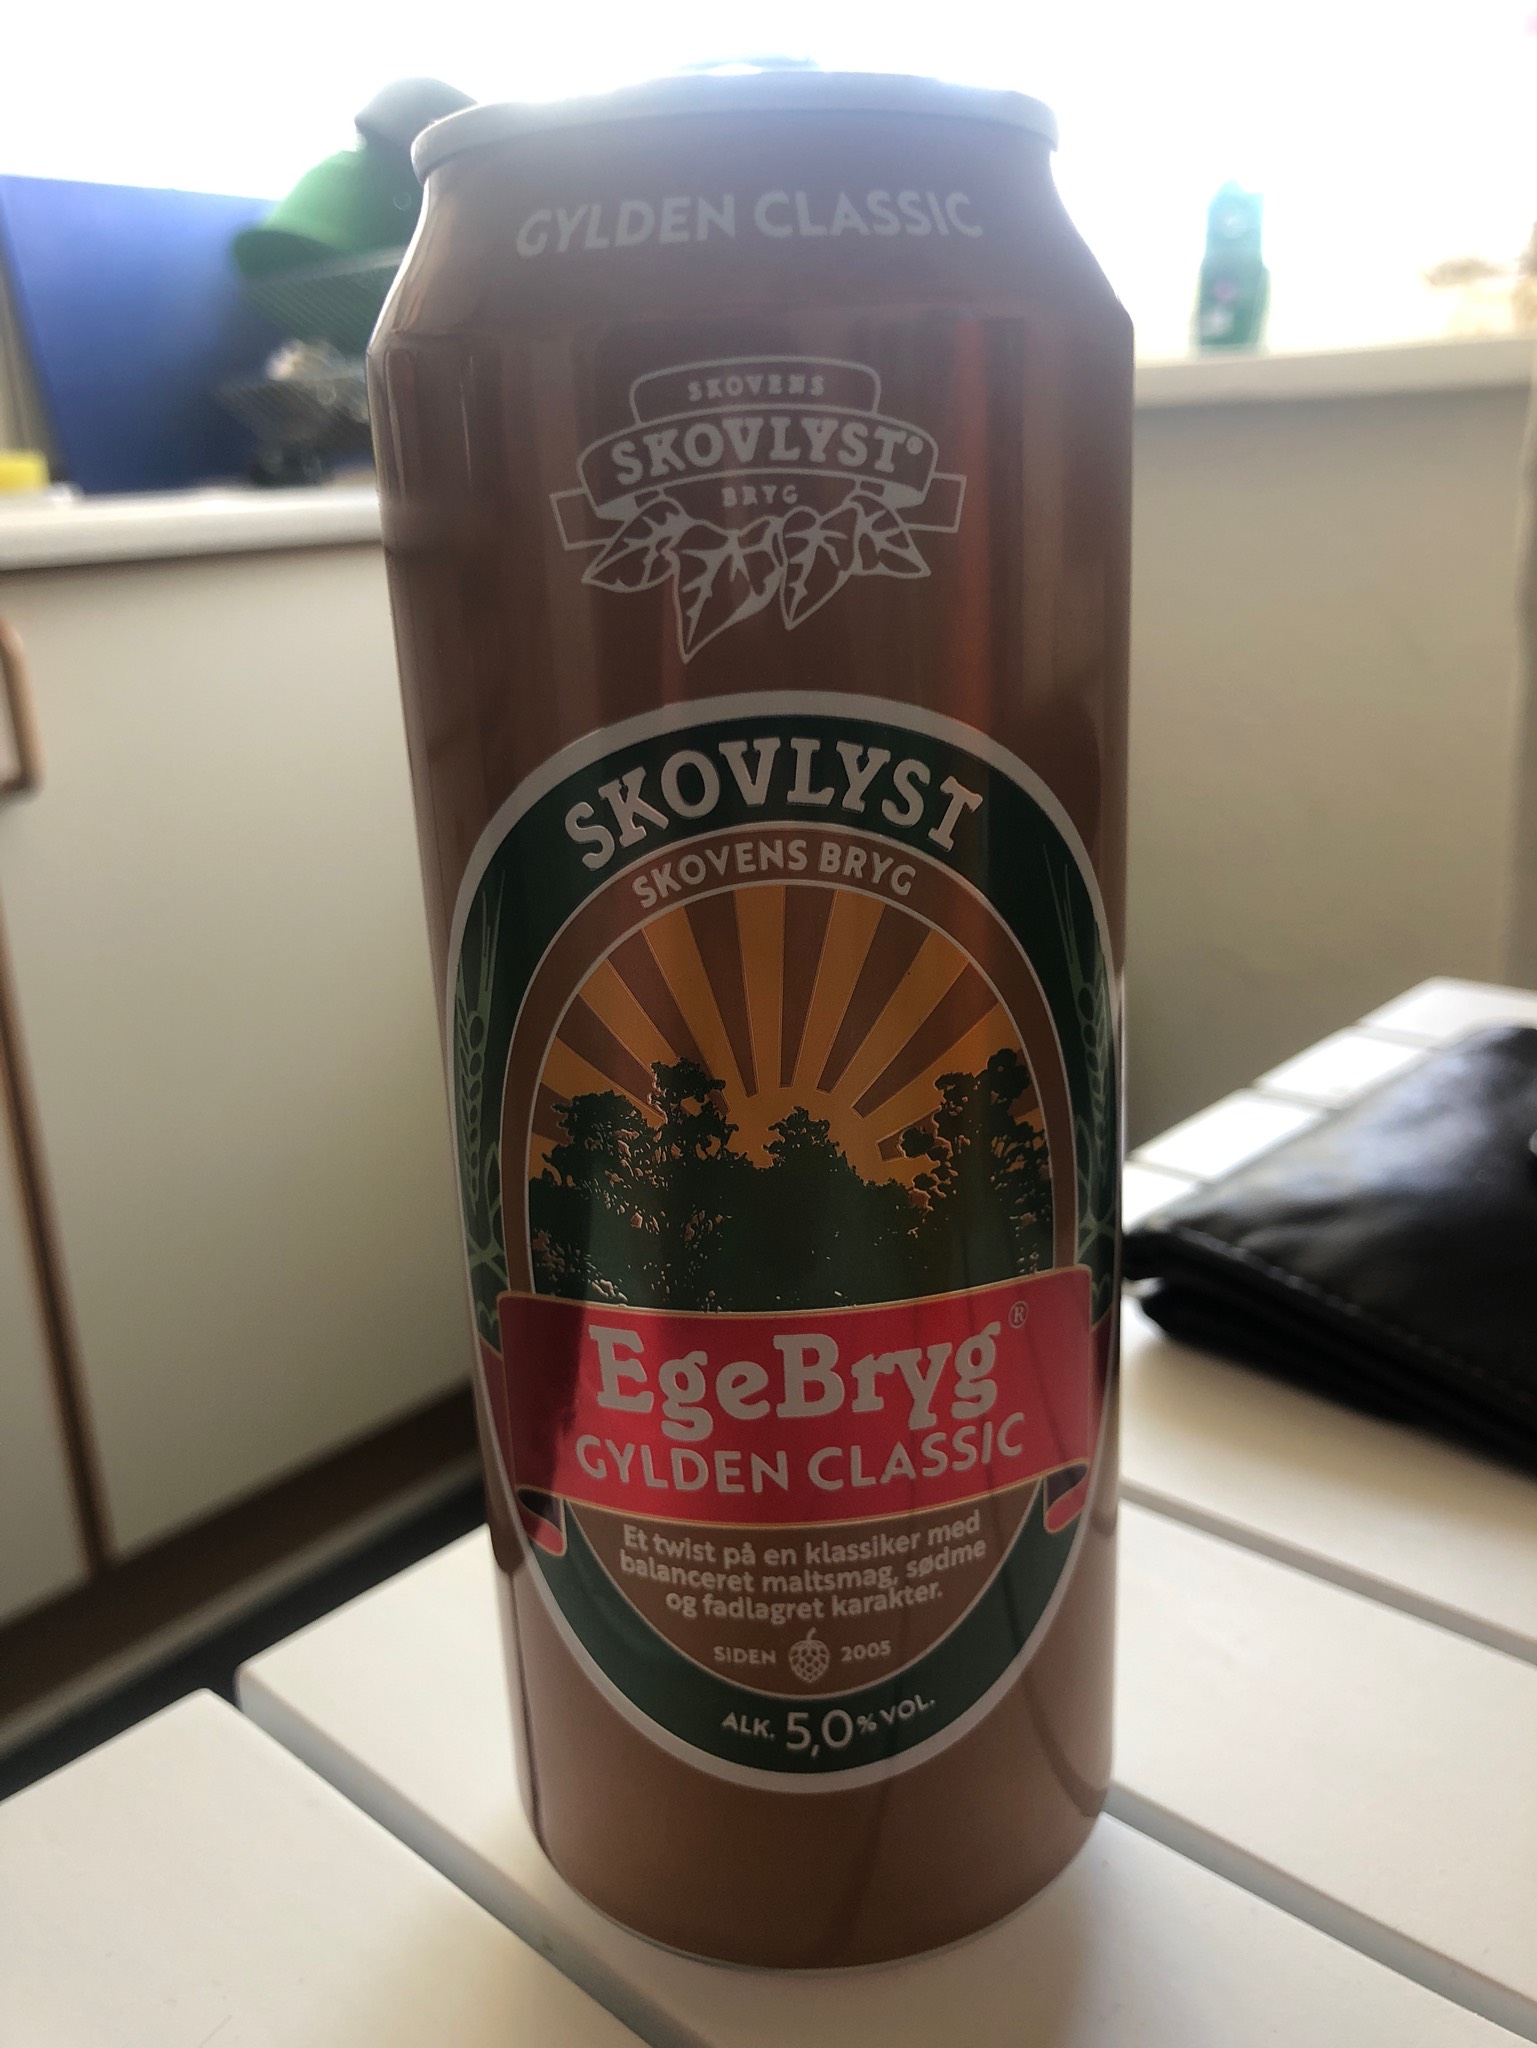 GYLDEN CLASSIC
SKOVENS
SKOVLYST®
BRYG
SKOVLYST
SKOVENS BRYG
EgeBryg®
GYLDEN CLASSIC
Et twist på en klassiker med
balanceret maltsmag, sødme
og fadlagret karakter.
SIDEN 2005
ALK. 5,0% VOL.